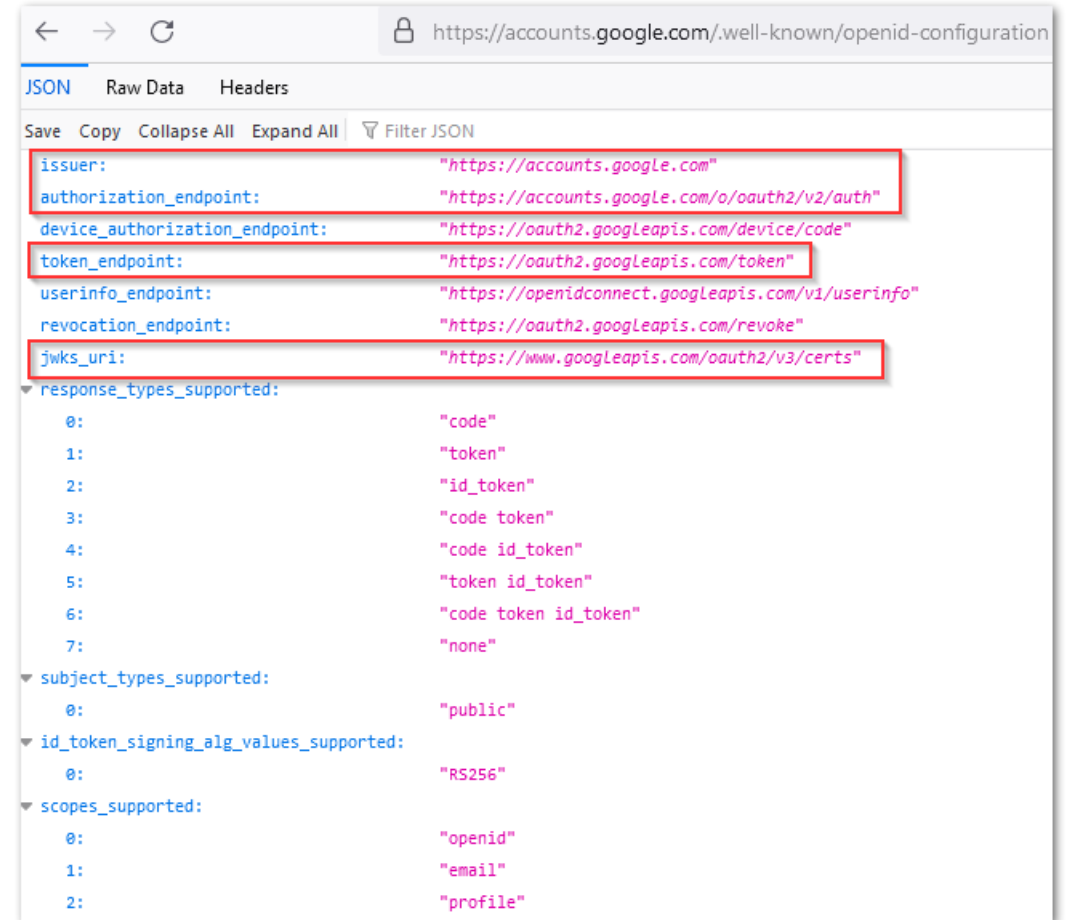 https://accounts.google.com/.well-known/openid-configuration
JSON Raw Data Headers
Save Copy Collapse All Expand All Filter JSON
issuer: "https://accounts.google.com"
authorization_endpoint: "https://accounts.google.com/o/oauth2/v2/auth"
device_authorization_endpoint: "https://oauth2.googleapis.com/device/code"
token_endpoint: "https://oauth2.googleapis.com/token"
userinfo_endpoint: "https://openidconnect.googleapis.com/v1/userinfo"
revocation_endpoint: "https://oauth2.googleapis.com/revoke"
jwks_uri: "https://www.googleapis.com/oauth2/v3/certs"
response_types_supported:
0: "code"
1: "token"
2: "id_token"
3: "code token"
4: "code id_token"
5: "token id_token"
6: "code token id_token"
7: "none"
subject_types_supported:
0: "public"
id_token_signing_alg_values_supported:
0: "RS256"
scopes_supported:
0: "openid"
1: "email"
2: "profile"